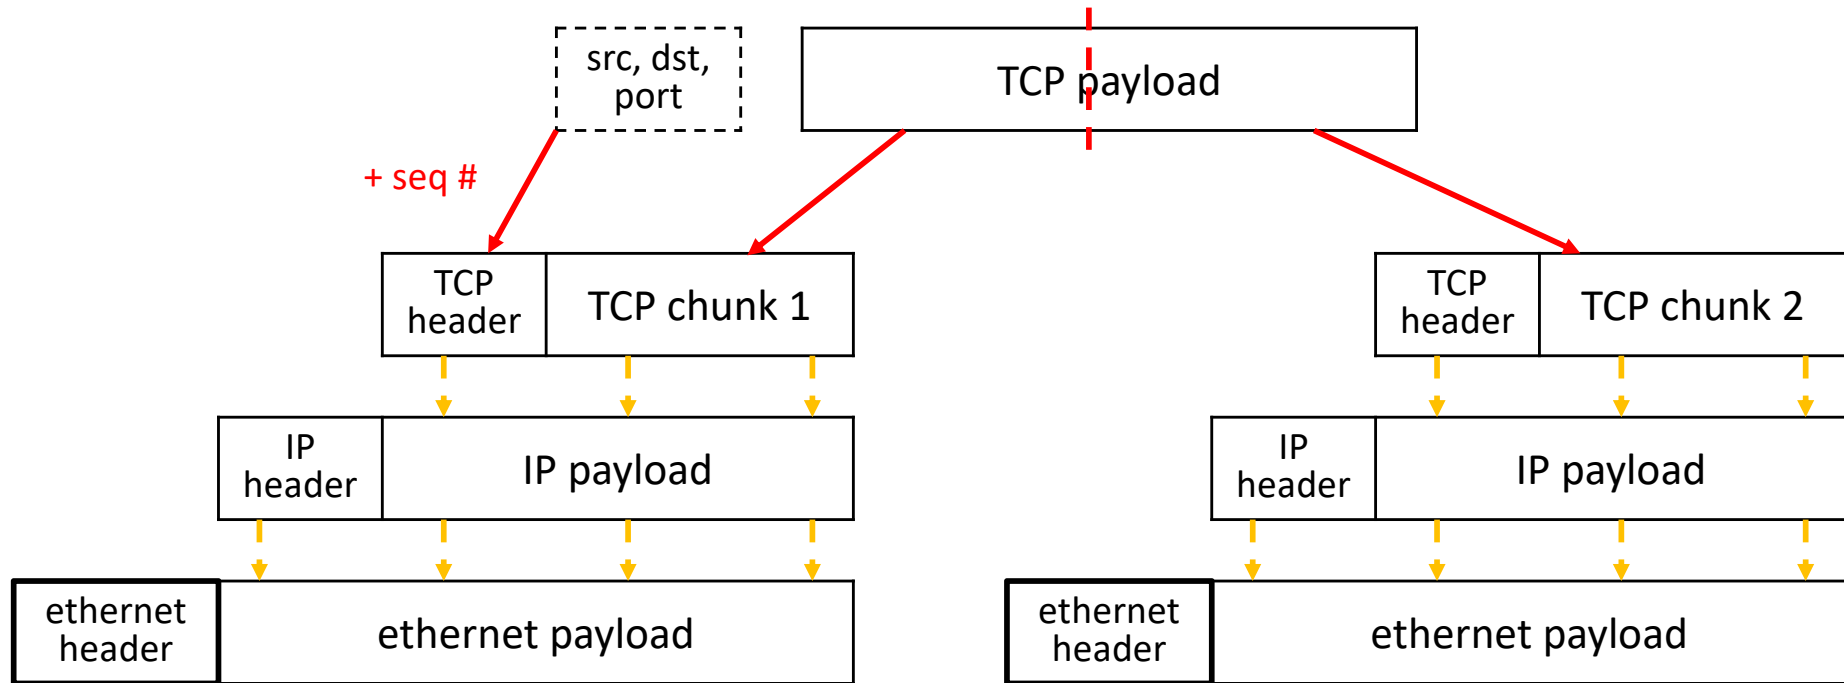 src, dst,
port
TCP payload
+ seq #
TCP
header
TCP chunk 1
TCP
header
TCP chunk 2
IP
header
IP payload
IP
header
IP payload
ethernet
header
ethernet payload
ethernet
header
ethernet payload